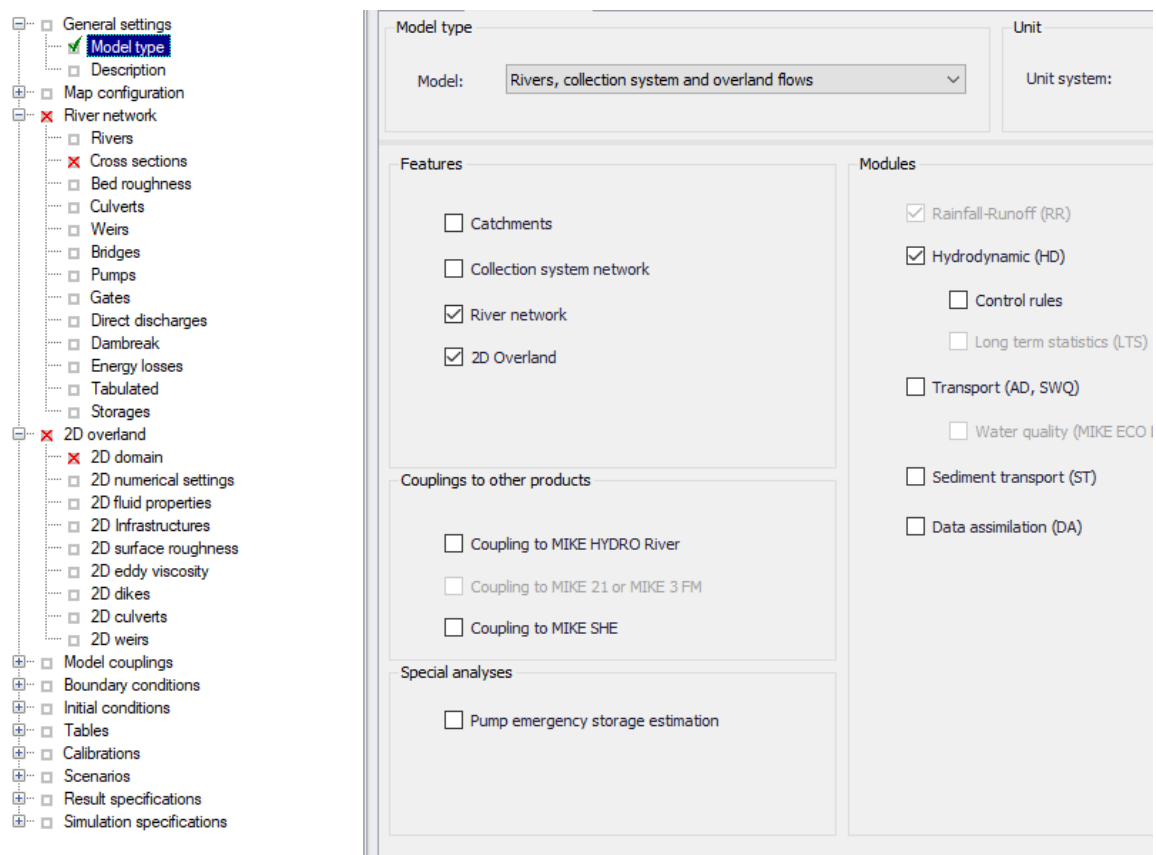 General settings
Model type
Description
Map configuration
River network
Rivers
Cross sections
Bed roughness
Culverts
Weirs
Bridges
Pumps
Gates
Direct discharges
Dambreak
Energy losses
Tabulated
Storages
2D overland
2D domain
2D numerical settings
2D fluid properties
2D Infrastructures
2D surface roughness
2D eddy viscosity
2D dikes
2D culverts
2D weirs
Model couplings
Boundary conditions
Initial conditions
Tables
Calibrations
Scenarios
Result specifications
Simulation specifications
Model type
Model: Rivers, collection system and overland flows
Unit
Unit system:
Features
Catchments
Collection system network
River network
2D Overland
Couplings to other products
Coupling to MIKE HYDRO River
Coupling to MIKE 21 or MIKE 3 FM
Coupling to MIKE SHE
Special analyses
Pump emergency storage estimation
Modules
Rainfall-Runoff (RR)
Hydrodynamic (HD)
Control rules
Long term statistics (LTS)
Transport (AD, SWQ)
Water quality (MIKE ECO
Sediment transport (ST)
Data assimilation (DA)